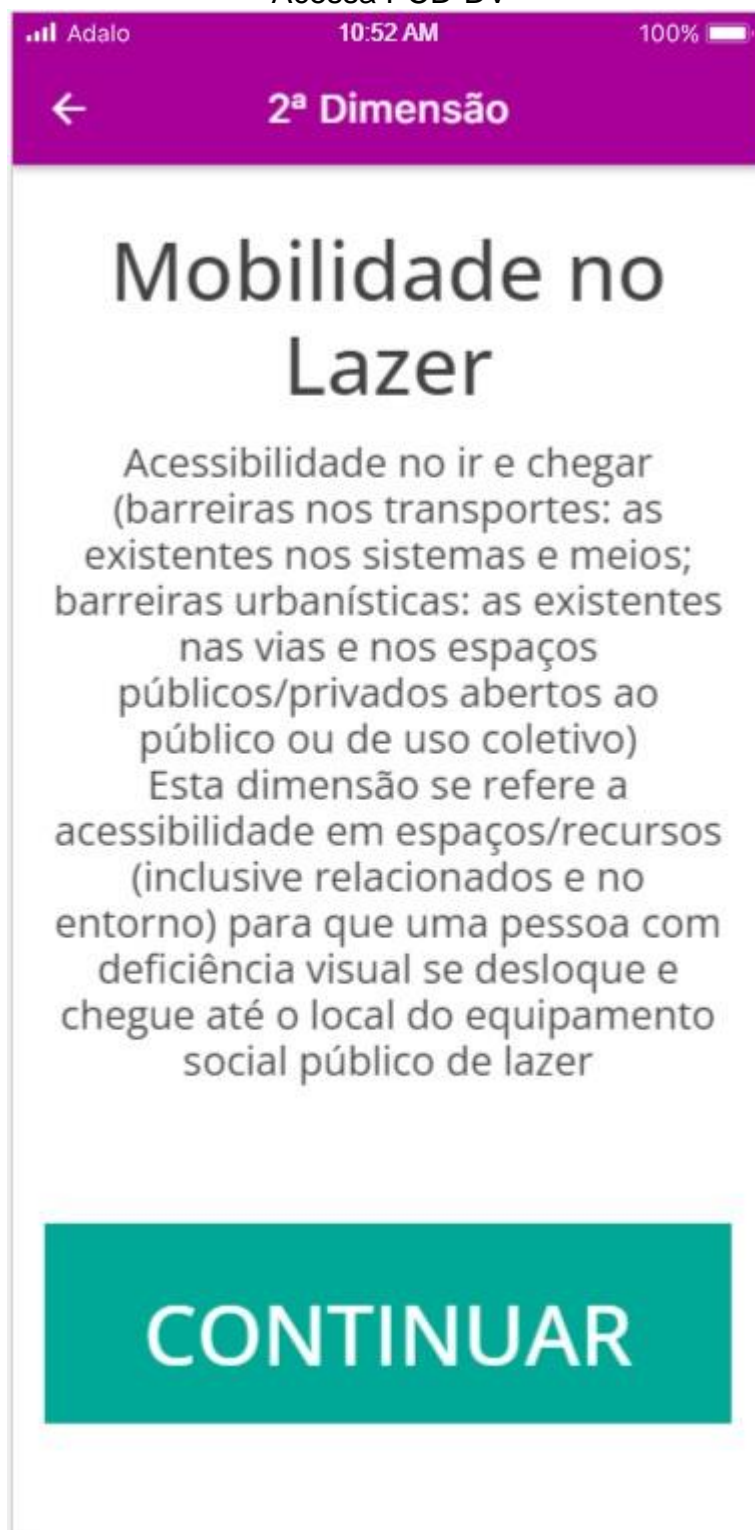 Adalo 10:52 AM 100%
2ª Dimensão
Mobilidade no
Lazer
Acessibilidade no ir e chegar
(barreiras nos transportes: as
existentes nos sistemas e meios;
barreiras urbanísticas: as existentes
nas vias e nos espaços
públicos/privados abertos ao
público ou de uso coletivo)
Esta dimensão se refere a
acessibilidade em espaços/recursos
(inclusive relacionados e no
entorno) para que uma pessoa com
deficiência visual se desloque e
chegue até o local do equipamento
social público de lazer
CONTINUAR